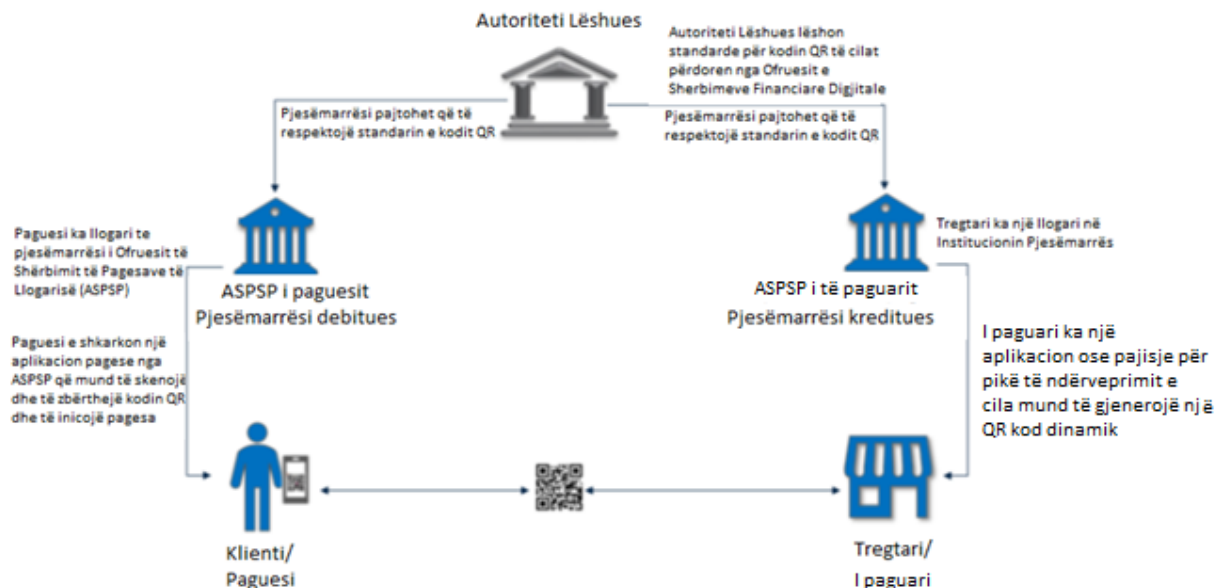 Autoriteti Lëshues
Autoriteti Lëshues lëshon
standarde për kodin QR të cilat
përdoren nga Ofruesit e
Sherbimeve Financiare Digjitale
Pjesëmarrësi pajtohet që të
respektojë standarin e kodit QR
Pjesëmarrësi pajtohet që të
respektojë standarin e kodit QR
Paguesi ka llogari te
pjesëmarrësi i Ofruesit të
Shërbimit të Pagesave të
Llogarisë (ASPSP)
ASPSP i paguesit
Pjesëmarrësi debitues
Tregtari ka një llogari në
Institucionin Pjesëmarrës
ASPSP i të paguarit
Pjesëmarrësi kreditues
Paguesi e shkarkon një
aplikacion pagese nga
ASPSP që mund të skenojë
dhe të zbërthejë kodin QR
dhe të inicojë pagesa
I paguari ka një
aplikacion ose pajisje për
pikë të ndërveprimit e
cila mund të gjenerojë një
QR kod dinamik
Klienti/
Paguesi
Tregtari/
I paguari